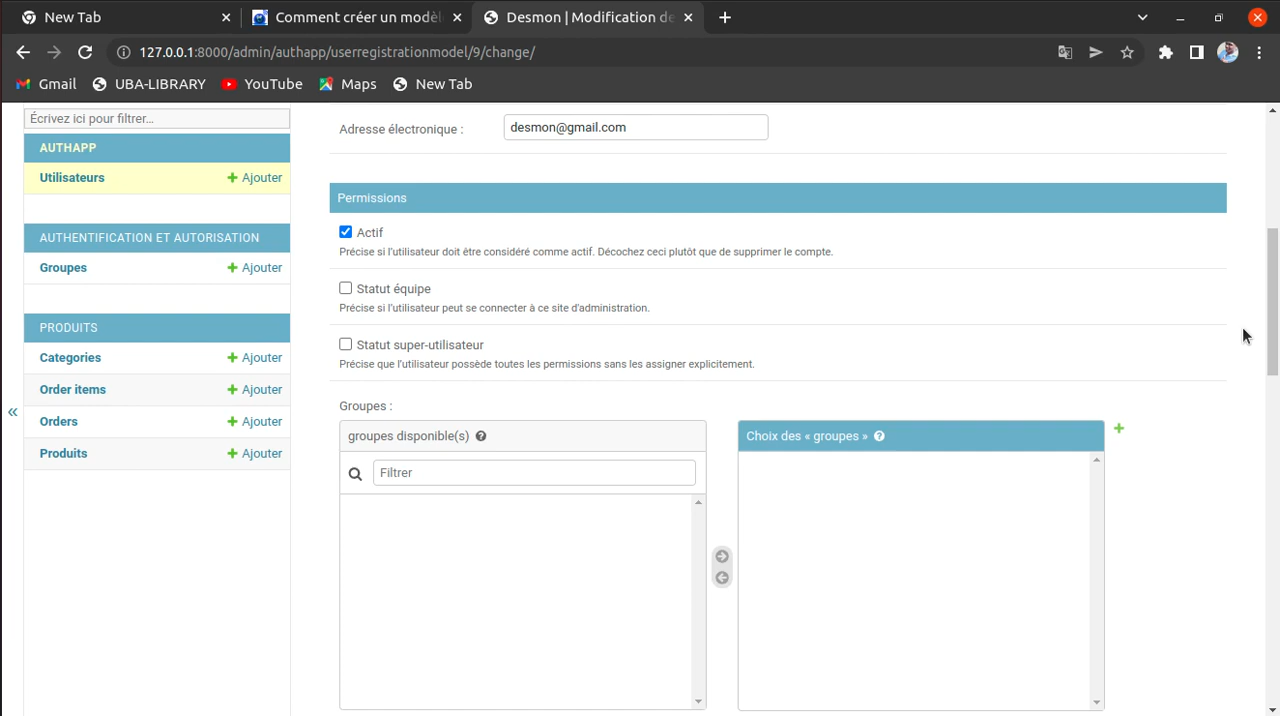 New Tab
Comment créer un modèl
Desmon | Modification de
127.0.0.1:8000/admin/authapp/userregistrationmodel/9/change/
Gmail
UBA-LIBRARY
YouTube
Maps
New Tab
Écrivez ici pour filtrer...
AUTHAPP
Utilisateurs
+ Ajouter
AUTHENTIFICATION ET AUTORISATION
Groupes
+ Ajouter
PRODUITS
Categories
+ Ajouter
Order items
+ Ajouter
Orders
+ Ajouter
Produits
+ Ajouter
«
Adresse électronique :
desmon@gmail.com
Permissions
Actif
Précise si l'utilisateur doit être considéré comme actif. Décochez ceci plutôt que de supprimer le compte.
Statut équipe
Précise si l'utilisateur peut se connecter à ce site d'administration.
Statut super-utilisateur
Précise que l'utilisateur possède toutes les permissions sans les assigner explicitement.
Groupes :
groupes disponible(s) ?
Filtrer
Choix des « groupes » ?